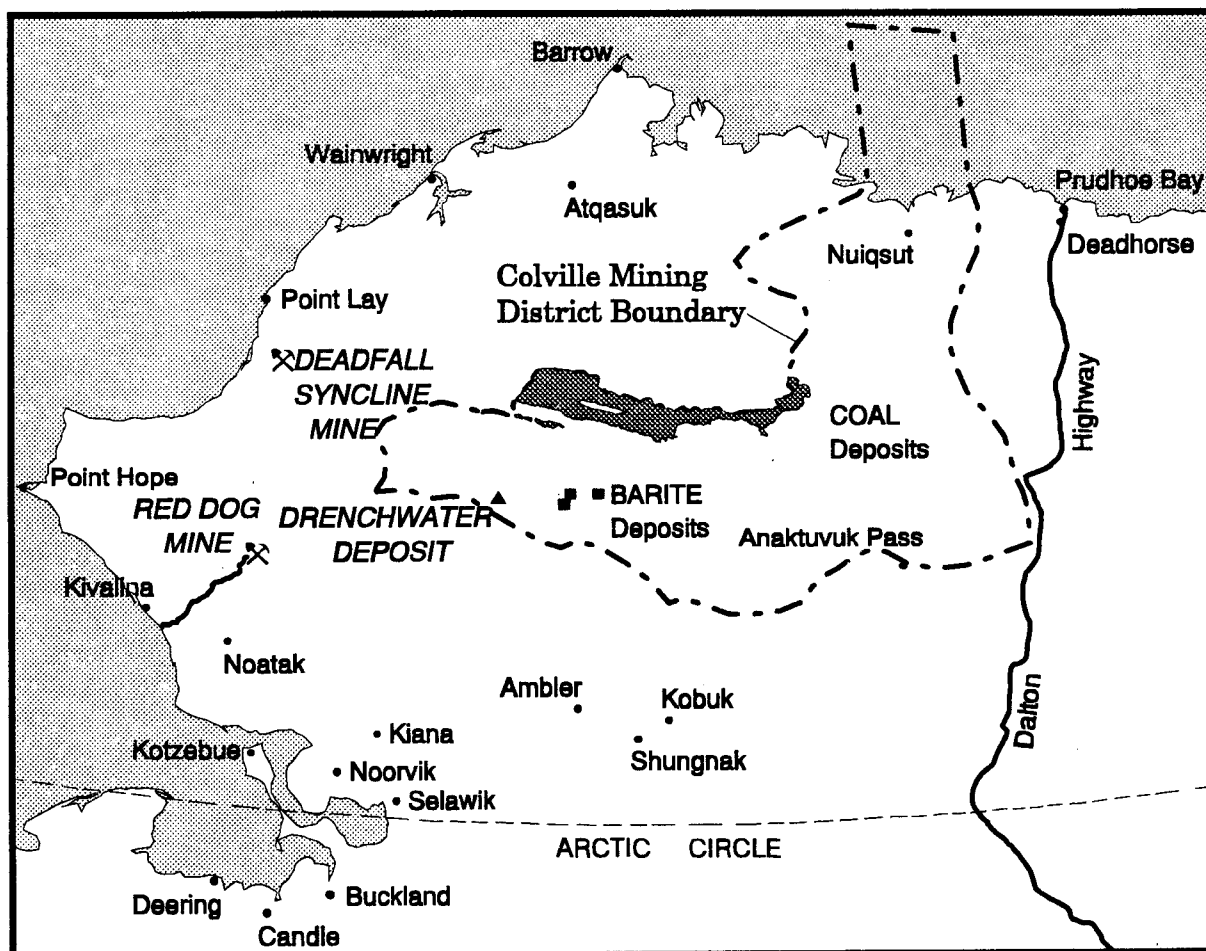 Barrow
Wainwright
Atqasuk
Prudhoe Bay
Nuiqsut
Deadhorse
Colville Mining
District Boundary
Point Lay
DEADFALL
SYNCLINE
MINE
COAL
Deposits
Highway
Point Hope
RED DOG
MINE
DRENCHWATER
DEPOSIT
BARITE
Deposits
Anaktuvuk Pass
Kivalina
Noatak
Ambler
Kobuk
Shungnak
Dalton
Kiana
Kotzebue
Noorvik
Selawik
ARCTIC CIRCLE
Deering
Buckland
Candle